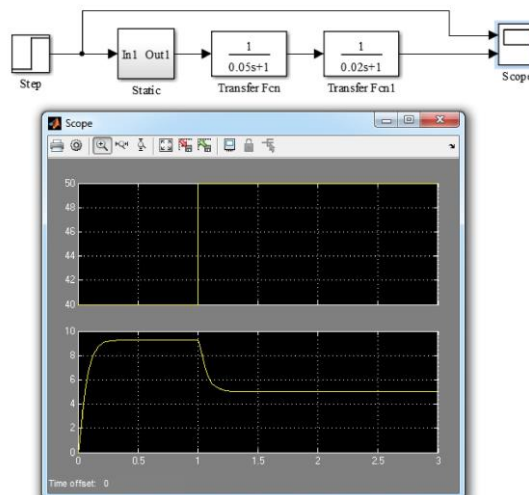 Step
In1 Out1
Static
1
0.05s+1
Transfer Fcn
1
0.02s+1
Transfer Fcn1
Scope
Scope
50
48
46
44
42
40
10
8
6
4
2
0
0
0.5
1
1.5
2
2.5
3
Time offset: 0